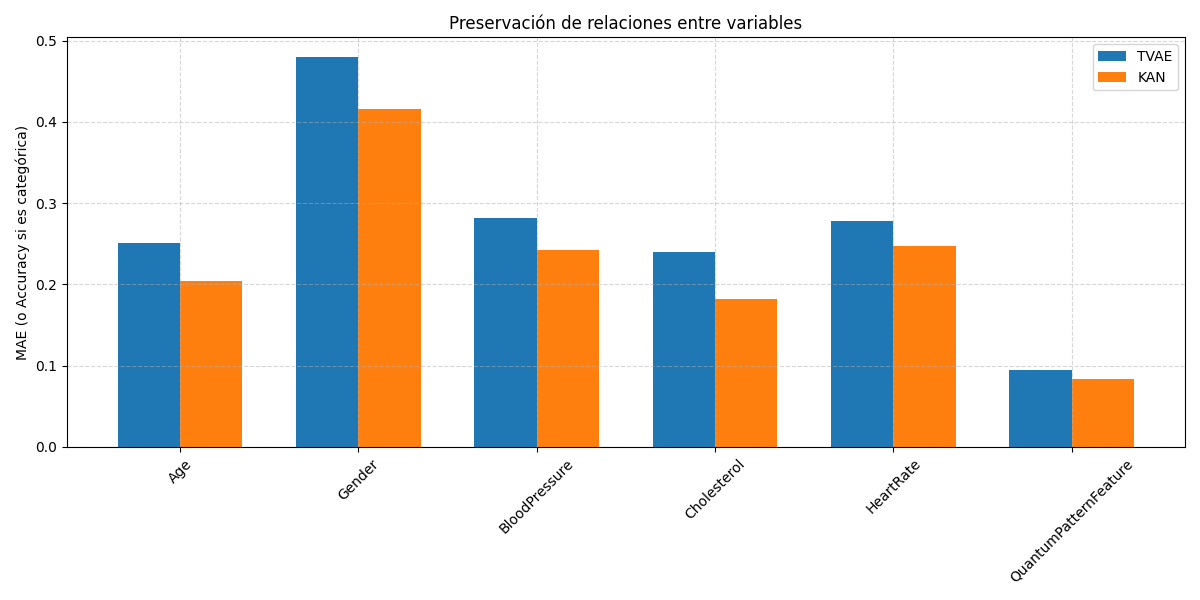 Preservación de relaciones entre variables
MAE (o Accuracy si es categórica)
0.5
0.4
0.3
0.2
0.1
0.0
TVAE
KAN
Age
Gender
BloodPressure
Cholesterol
HeartRate
QuantumPatternFeature